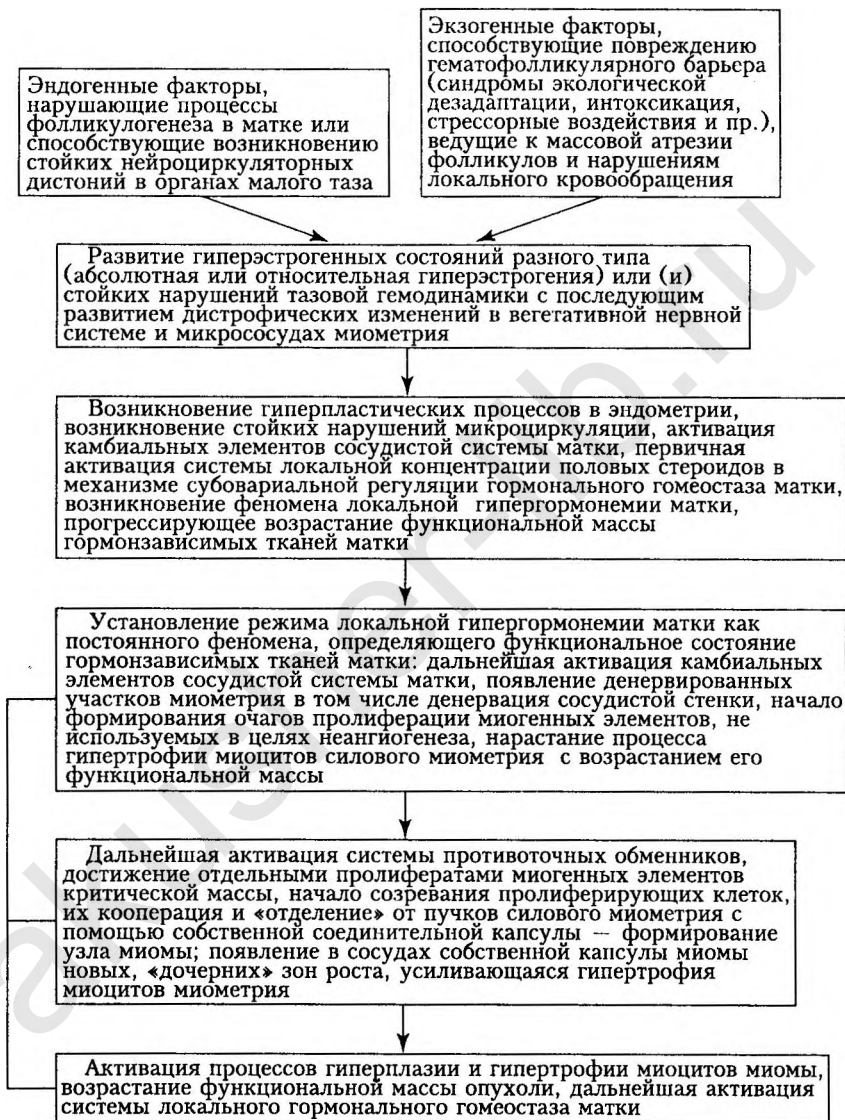 Эндогенные факторы,
нарушающие процессы
фолликулогенеза в матке или
способствующие возникновению
стойких нейроциркуляторных
дистоний в органах малого таза
Экзогенные факторы,
способствующие повреждению
гематофолликулярного барьера
(синдромы экологической
дезадаптации, интоксикация,
стрессорные воздействия и пр.),
ведущие к массовой атрезии
фолликулов и нарушениям
локального кровообращения
Развитие гиперэстрогенных состояний разного типа
(абсолютная или относительная гиперэстрогения) или (и)
стойких нарушений тазовой гемодинамики с последующим
развитием дистрофических изменений в вегетативной нервной
системе и микрососудах миометрия
Возникновение гиперпластических процессов в эндометрии,
возникновение стойких нарушений микроциркуляции, активация
камбиальных элементов сосудистой системы матки, первичная
активация системы локальной концентрации половых стероидов в
механизме субовариальной регуляции гормонального гомеостаза матки,
возникновение феномена локальной гипергормонемии матки,
прогрессирующее возрастание функциональной массы
гормонзависимых тканей матки
Установление режима локальной гипергормонемии матки как
постоянного феномена, определяющего функциональное состояние
гормонзависимых тканей матки: дальнейшая активация камбиальных
элементов сосудистой системы матки, появление денервированных
участков миометрия в том числе денервация сосудистой стенки, начало
формирования очагов пролиферации миогенных элементов, не
используемых в целях неангиогенеза, нарастание процесса
гипертрофии миоцитов силового миометрия с возрастанием его
функциональной массы
Дальнейшая активация системы противоточных обменников,
достижение отдельными пролифератами миогенных элементов
критической массы, начало созревания пролиферирующих клеток,
их кооперация и «отделение» от пучков силового миометрия с
помощью собственной соединительной капсулы — формирование
узла миомы; появление в сосудах собственной капсулы миомы
новых, «дочерних» зон роста, усиливающаяся гипертрофия
миоцитов миометрия
Активация процессов гиперплазии и гипертрофии миоцитов миомы,
возрастание функциональной массы опухоли, дальнейшая активация
системы локального гормонального гомеостаза матки
akusher-lib.ru